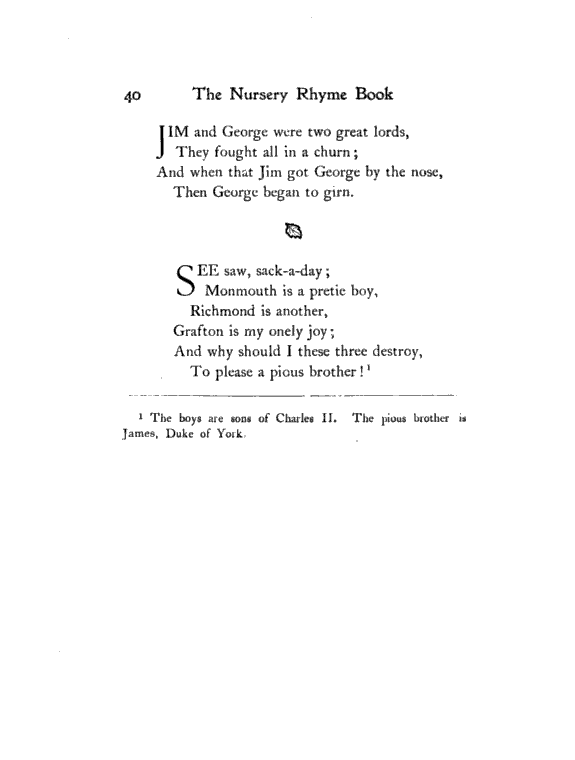 40 The Nursery Rhyme Book
JIM and George were two great lords,
They fought all in a churn;
And when that Jim got George by the nose,
Then George began to girn.
SEE saw, sack-a-day;
Monmouth is a pretie boy,
Richmond is another,
Grafton is my onely joy;
And why should I these three destroy,
To please a pious brother!¹
¹ The boys are sons of Charles II. The pious brother is
James, Duke of York.